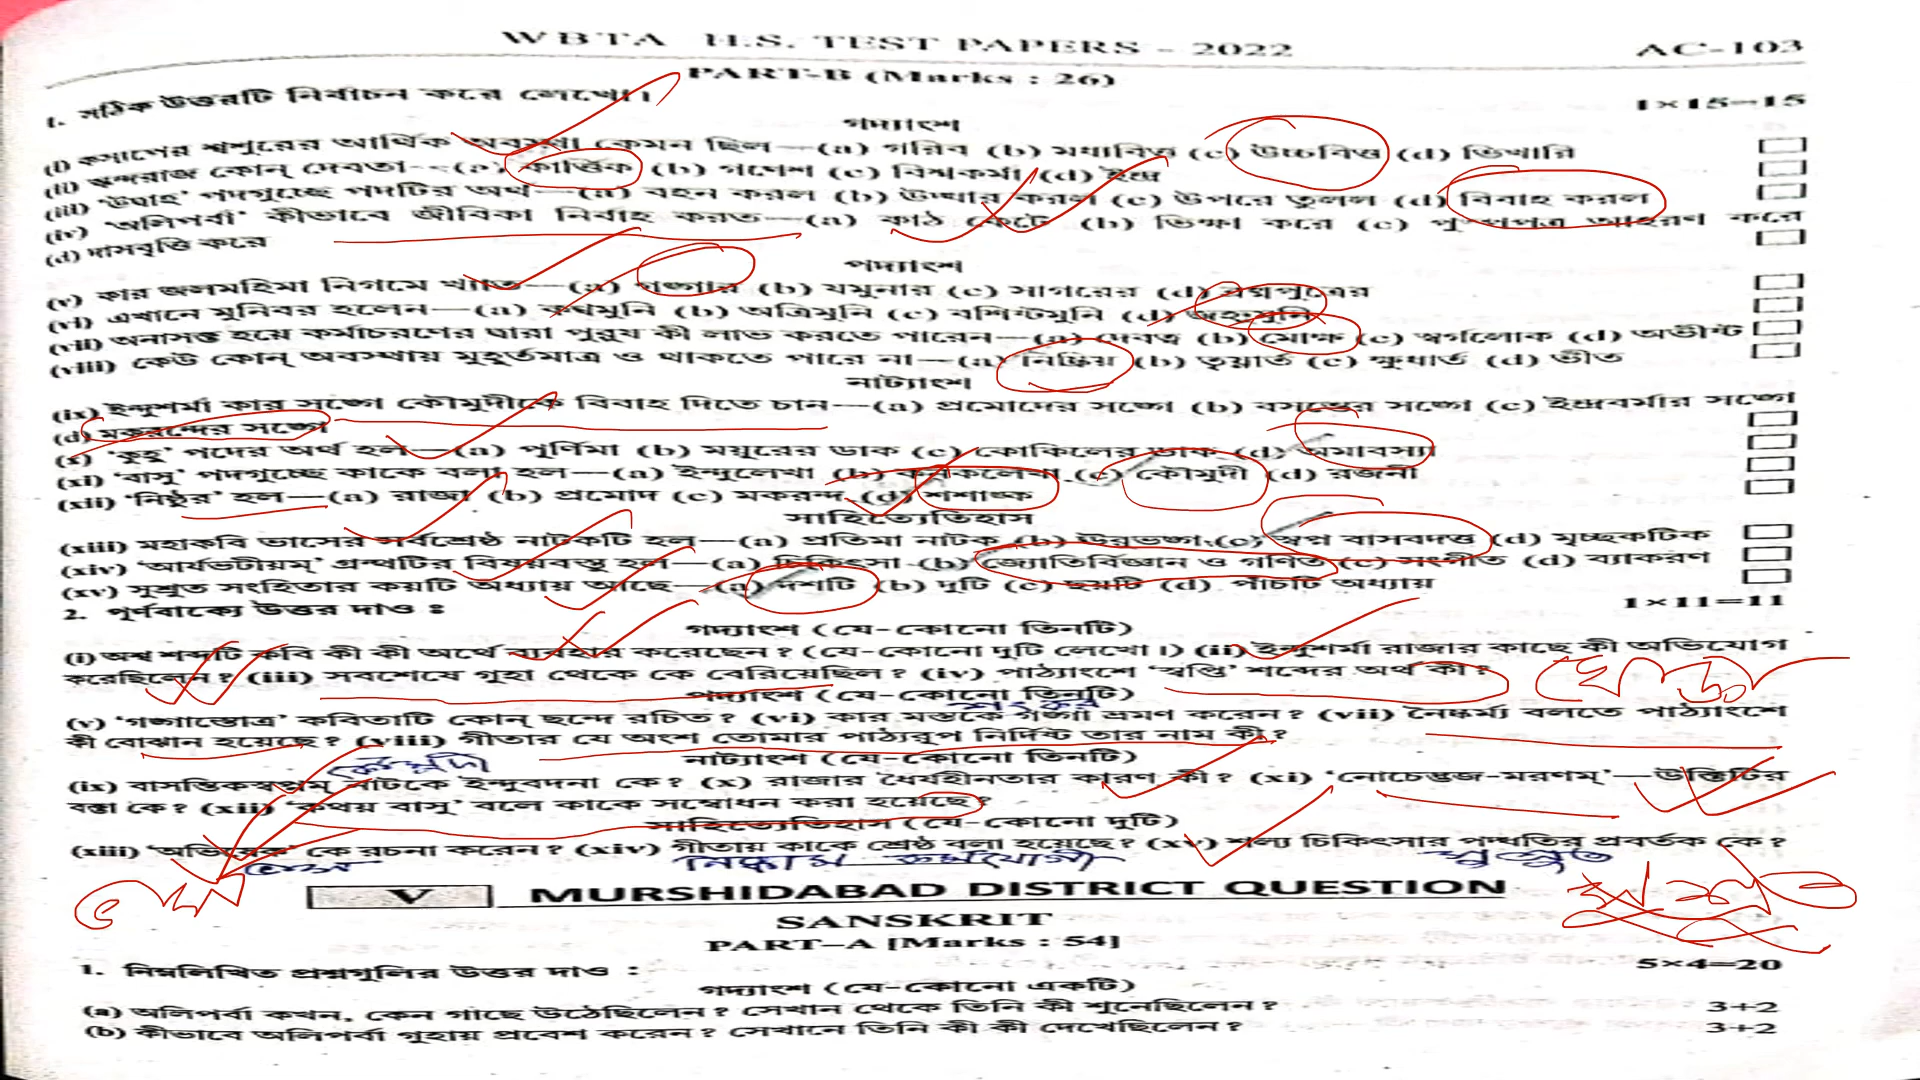 WBTA H.S. TEST PAPERS - 2022 AC-103
PART-B (Marks : 26)
1. সঠিক উত্তরটি নির্বাচন করে লেখো। 1×15=15
গদ্যাংশ
(i) কসাপের শ্বশুরের আর্থিক অবস্থা কেমন ছিল—(a) গরিব (b) মধ্যবিত্ত (c) উচ্চবিত্ত (d) ভিখারি
(ii) স্কন্দরাজ কোন্ দেবতা—(a) কার্তিক (b) গণেশ (c) বিশ্বকর্মা (d) ইন্দ্র
(iii) 'উদ্বাহ' পদগুচ্ছে পদটির অর্থ—(a) বহন করল (b) উদ্ধার করল (c) উপরে তুলল (d) বিবাহ করল
(iv) 'অলিপর্বা' কীভাবে জীবিকা নির্বাহ করত—(a) কাঠ কেটে (b) ভিক্ষা করে (c) আহরণ করে
(d) দাসবৃত্তি করে
পদ্যাংশ
(v) কার জলমহিমা নিগমে খ্যাত—(a) গঙ্গার (b) যমুনার (c) সাগরের (d) ব্রহ্মপুত্রের
(vi) এখানে মুনিবর হলেন—(a) কণ্বমুনি (b) অত্রিমুনি (c) বশিষ্টমুনি (d) জহ্নুমুনি
(vii) অনাসক্ত হয়ে কর্মাচরণের দ্বারা পুরুষ কী লাভ করতে পারেন—(a) দেবত্ব (b) মোক্ষ (c) স্বর্গলোক (d) অভীষ্ট
(viii) কেউ কোন্ অবস্থায় মুহূর্তমাত্র ও থাকতে পারে না—(a) নিষ্ক্রিয় (b) তৃষ্ণার্ত (c) ক্ষুধার্ত (d) ভীত
নাট্যাংশ
(ix) ইন্দুশর্মা কার সঙ্গে কৌমুদীকে বিবাহ দিতে চান—(a) প্রমোদের সঙ্গে (b) বসন্তের সঙ্গে (c) ইন্দ্রবর্মার সঙ্গে
(d) মকরন্দের সঙ্গে
(x) 'কুহূ' পদের অর্থ হল—(a) পূর্ণিমা (b) ময়ূরের ডাক (c) কোকিলের ডাক (d) অমাবস্যা
(xi) 'বাসু' পদগুচ্ছে কাকে বলা হল—(a) ইন্দুলেখা (b) কনকলেখা (c) কৌমুদী (d) রজনী
(xii) 'নিষ্ঠুর' হল—(a) রাজা (b) প্রমোদ (c) মকরন্দ (d) শশাঙ্ক
সাহিত্যেতিহাস
(xiii) মহাকবি ভাসের সর্বশ্রেষ্ঠ নাটকটি হল—(a) প্রতিমা নাটক (b) উরুভঙ্গ (c) স্বপ্ন বাসবদত্ত (d) মৃচ্ছকটিক
(xiv) 'আর্যভটীয়ম্' গ্রন্থটির বিষয়বস্তু হল—(a) চিকিৎসা (b) জ্যোতির্বিজ্ঞান ও গণিত (c) সংগীত (d) ব্যাকরণ
(xv) সুশ্রুত সংহিতার কয়টি অধ্যায় আছে—(a) দশটি (b) দুটি (c) ছয়টি (d) পাঁচটি অধ্যায়
2. পূর্ণবাক্যে উত্তর দাও : 1×11=11
গদ্যাংশ (যে-কোনো তিনটি)
(i) অশ্ব শব্দটি কবি কী কী অর্থে ব্যবহার করেছেন? (যে-কোনো দুটি লেখো।) (ii) ইন্দুশর্মা রাজার কাছে কী অভিযোগ
করেছিলেন? (iii) সবশেষে গুহা থেকে কে বেরিয়েছিল? (iv) পাঠ্যাংশে 'স্বস্তি' শব্দের অর্থ কী?
পদ্যাংশ (যে-কোনো তিনটি)
শংকর
(v) 'গঙ্গাস্তোত্র' কবিতাটি কোন্ ছন্দে রচিত? (vi) কার মস্তকে গঙ্গা ভ্রমণ করেন? (vii) নৈষ্কর্ম্য বলতে পাঠ্যাংশে
কী বোঝান হয়েছে? (viii) গীতার যে অংশ তোমার পাঠ্যরূপ নির্দিষ্ট তার নাম কী?
নাট্যাংশ (যে-কোনো তিনটি)
কৌমুদী
(ix) বাসন্তিকস্বপ্নম্ নাটকে ইন্দুবদনা কে? (x) রাজার ধৈর্যহীনতার কারণ কী? (xi) 'নোচেত্তজ-মরণম্'—উক্তিটির
বক্তা কে? (xii) 'কথয় বাসু' বলে কাকে সম্বোধন করা হয়েছে?
সাহিত্যেতিহাস (যে-কোনো দুটি)
(xiii) 'অভিষেক' কে রচনা করেন? (xiv) গীতায় কাকে শ্রেষ্ঠ বলা হয়েছে? (xv) শল্য চিকিৎসার পদ্ধতির প্রবর্তক কে?
নিষ্কাম কর্মযোগী সুশ্রুত
V MURSHIDABAD DISTRICT QUESTION
SANSKRIT
PART–A [Marks : 54]
1. নিম্নলিখিত প্রশ্নগুলির উত্তর দাও : 5×4=20
গদ্যাংশ (যে-কোনো একটি)
(a) অলিপর্বা কখন, কেন গাছে উঠেছিলেন? সেখান থেকে তিনি কী শুনেছিলেন? 3+2
(b) কীভাবে অলিপর্বা গুহায় প্রবেশ করেন? সেখানে তিনি কী কী দেখেছিলেন? 3+2